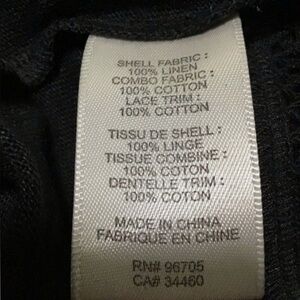 SHELL FABRIC :
100% LINEN
COMBO FABRIC :
100% COTTON
LACE TRIM :
100% COTTON
TISSU DE SHELL :
100% LINGE
TISSUE COMBINE :
100% COTON
DENTELLE TRIM :
100% COTON
MADE IN CHINA
FABRIQUE EN CHINE
RN# 96705
CA# 34460